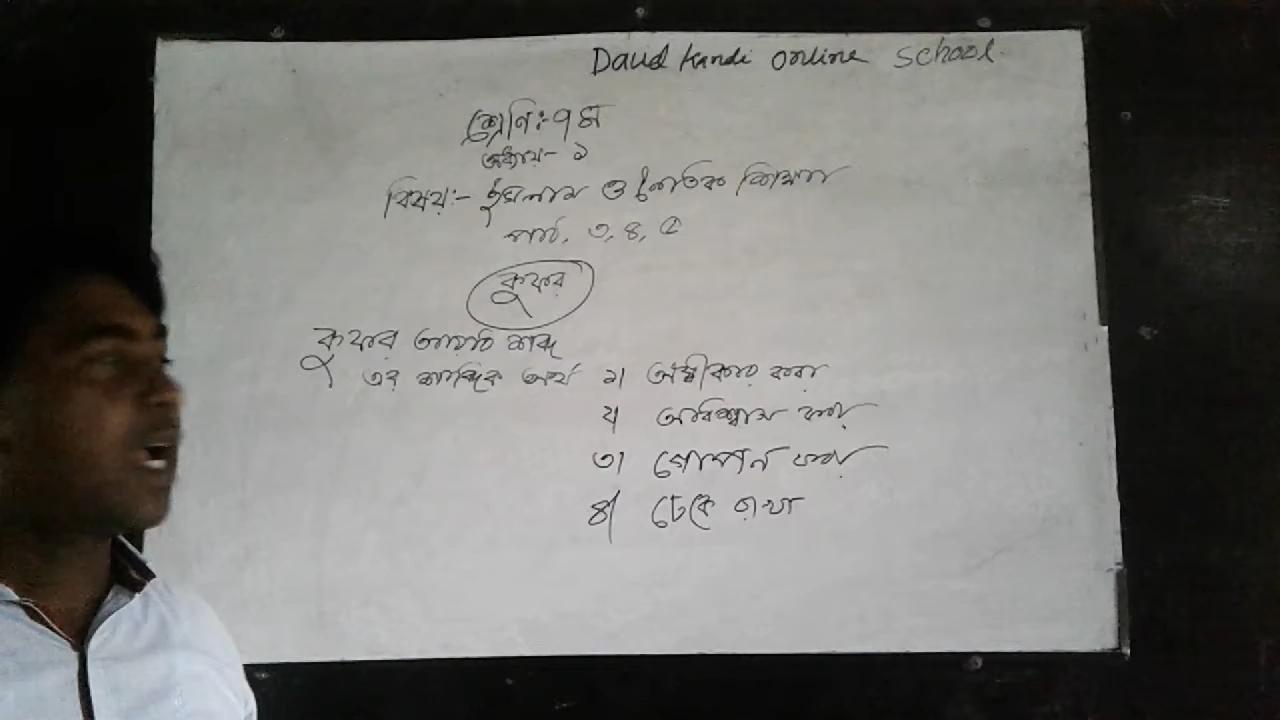 Daud Kandi Online School.
শ্রেণি:-৭ম
অধ্যায়- ১
বিষয়:- ইসলাম ও নৈতিক শিক্ষা
পাঠ, ৩, ৪, ৫
কুফর
কুফর আরবি শব্দ
এর শাব্দিক অর্থ ১। অস্বীকার করা
২। অবিশ্বাস করা
৩। গোপন করা
৪। ঢেকে রাখা